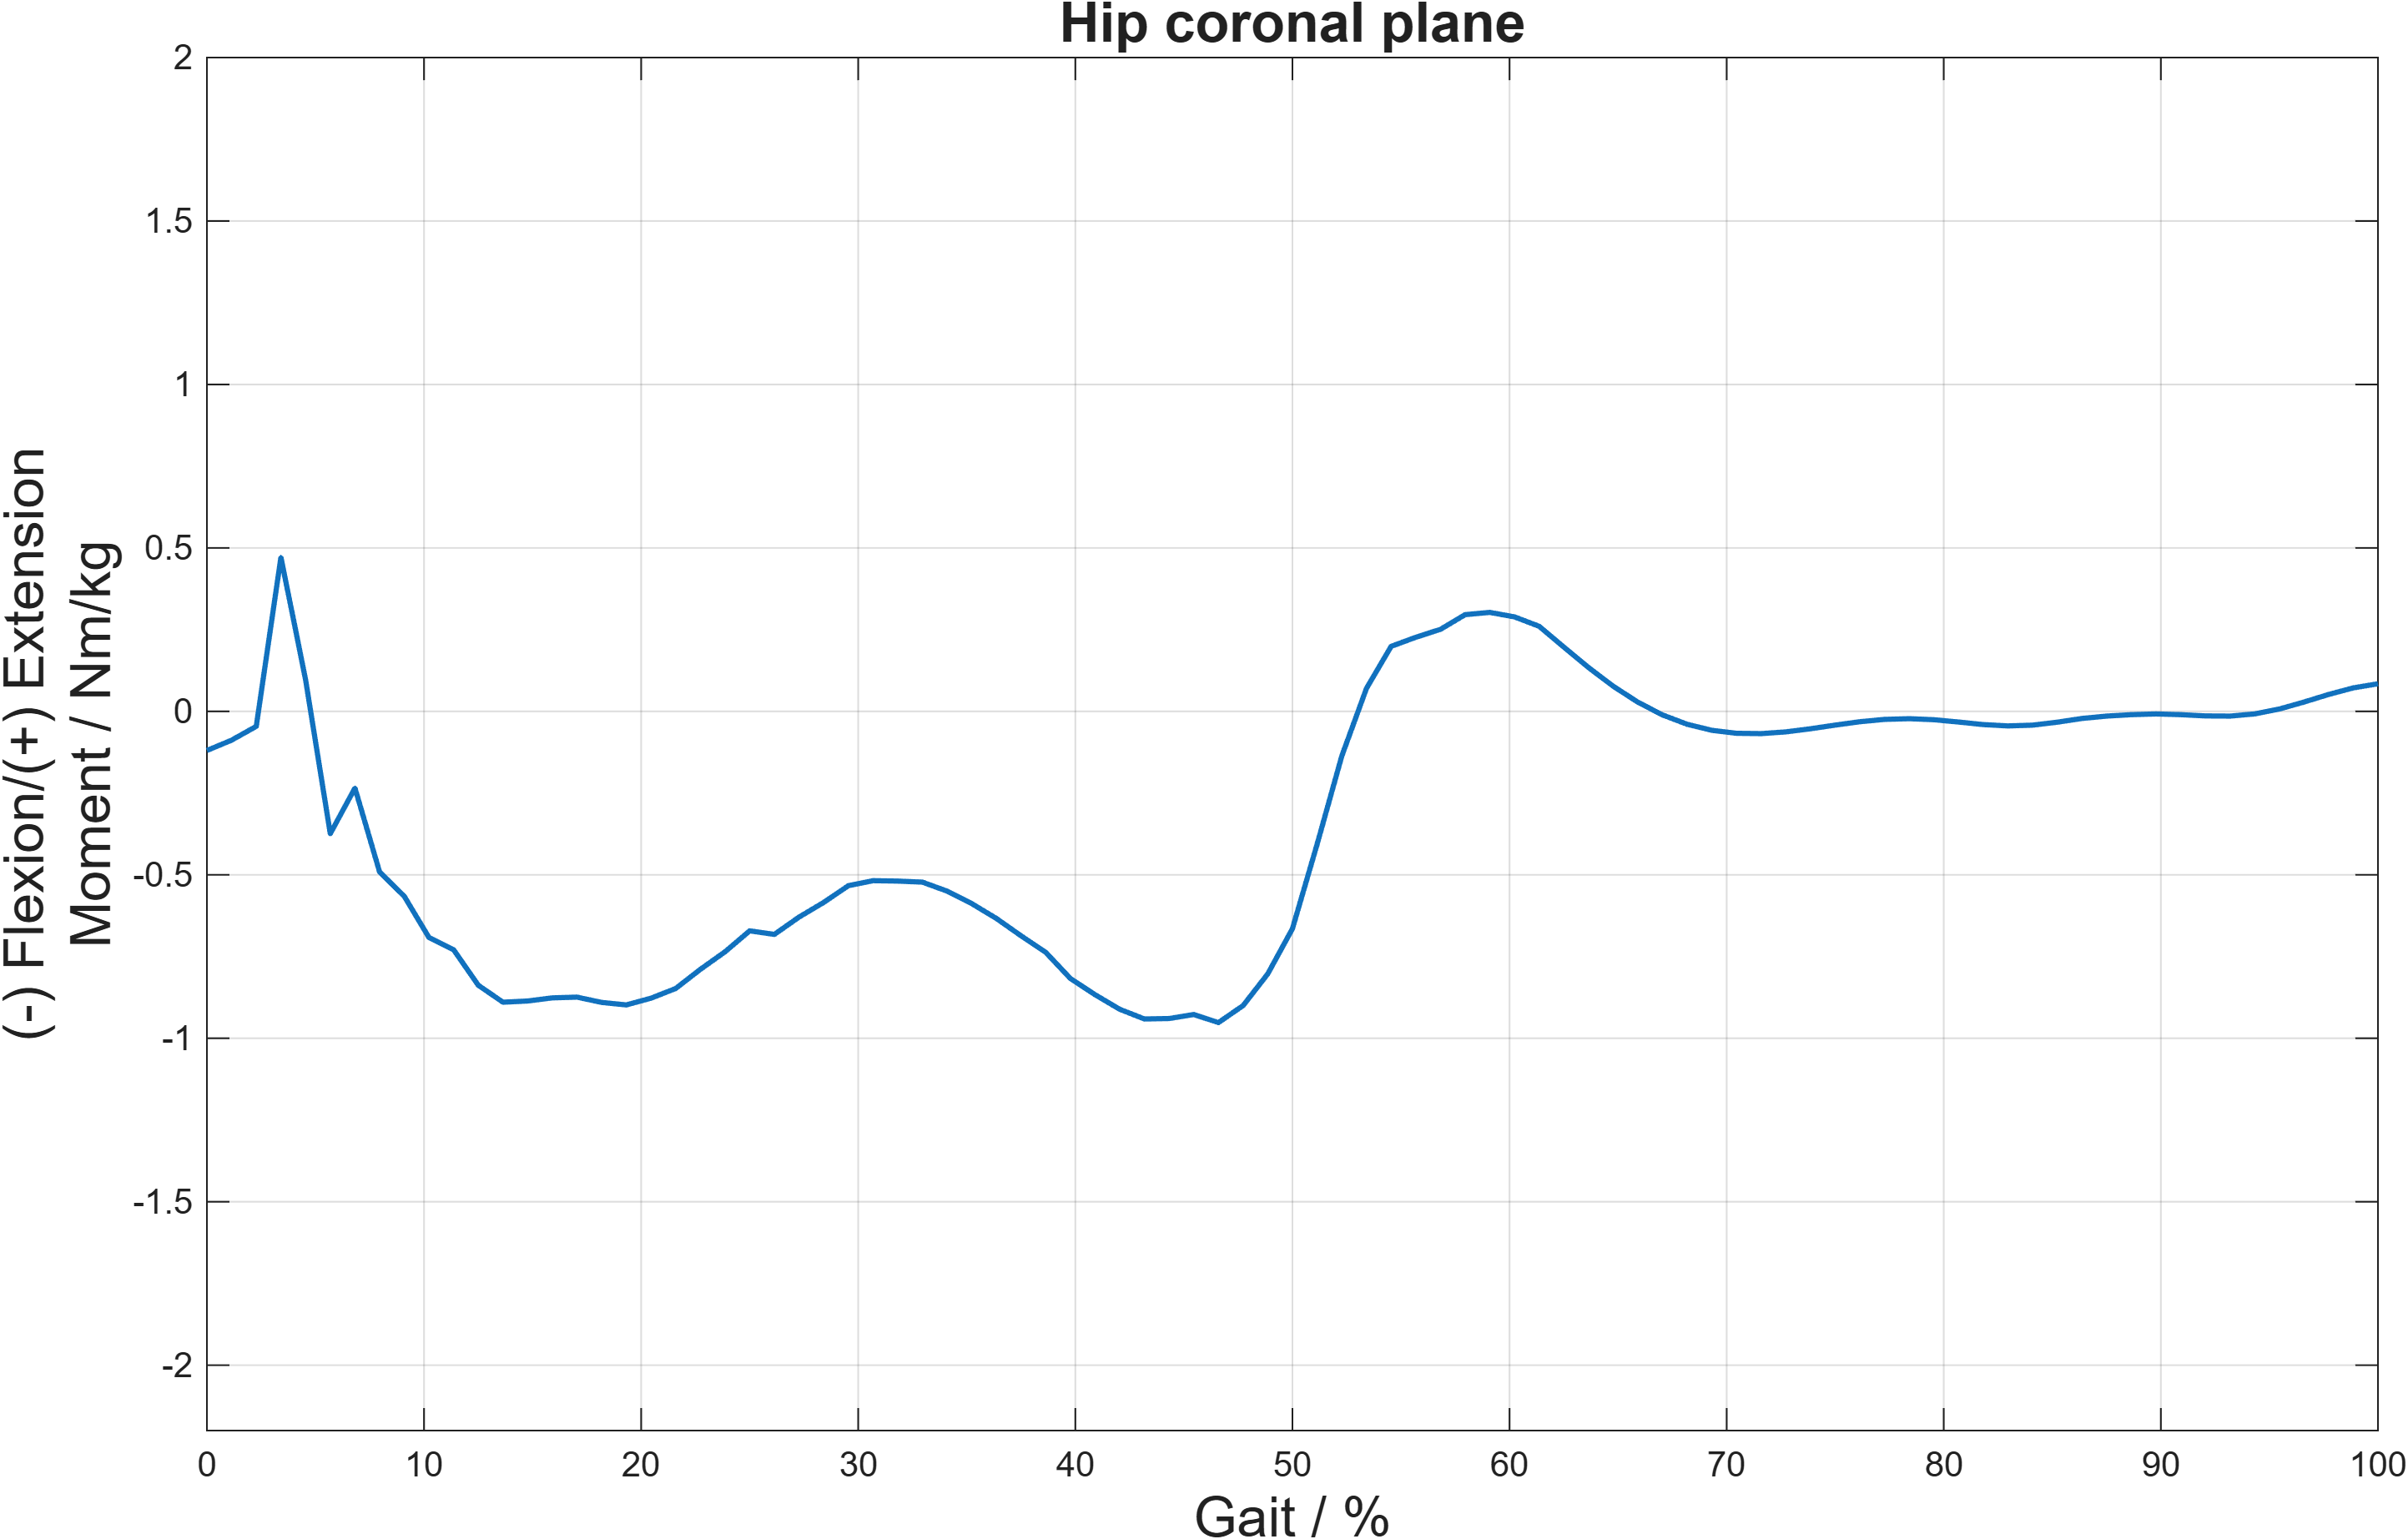 Hip coronal plane
(-) Flexion/(+) Extension
Moment / Nm/kg
2
1.5
1
0.5
0
-0.5
-1
-1.5
-2
0 10 20 30 40 50 60 70 80 90 100
Gait / %